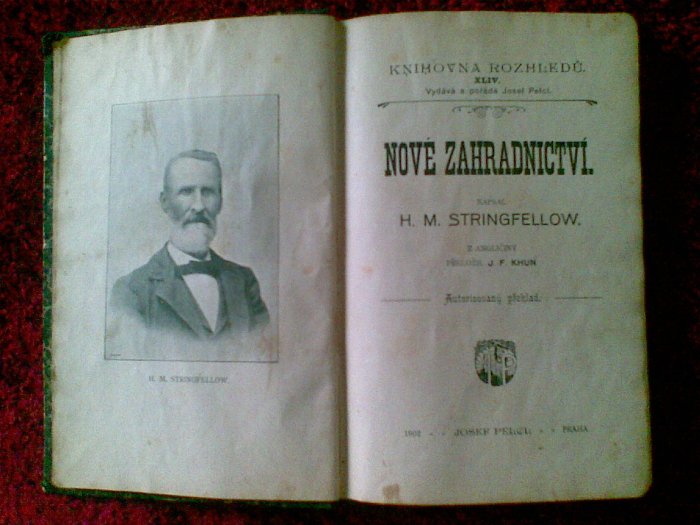 H. M. STRINGFELLOW.
KNIHOVNA ROZHLEDŮ.
XLIV.
Vydává a pořádá Josef Pelcl.
NOVÉ ZAHRADNICTVÍ.
NAPSAL
H. M. STRINGFELLOW.
Z ANGLIČINY
PŘELOŽIL J. F. KHUN
Autorisovaný překlad.
1902 JOSEF PELCL PRAHA